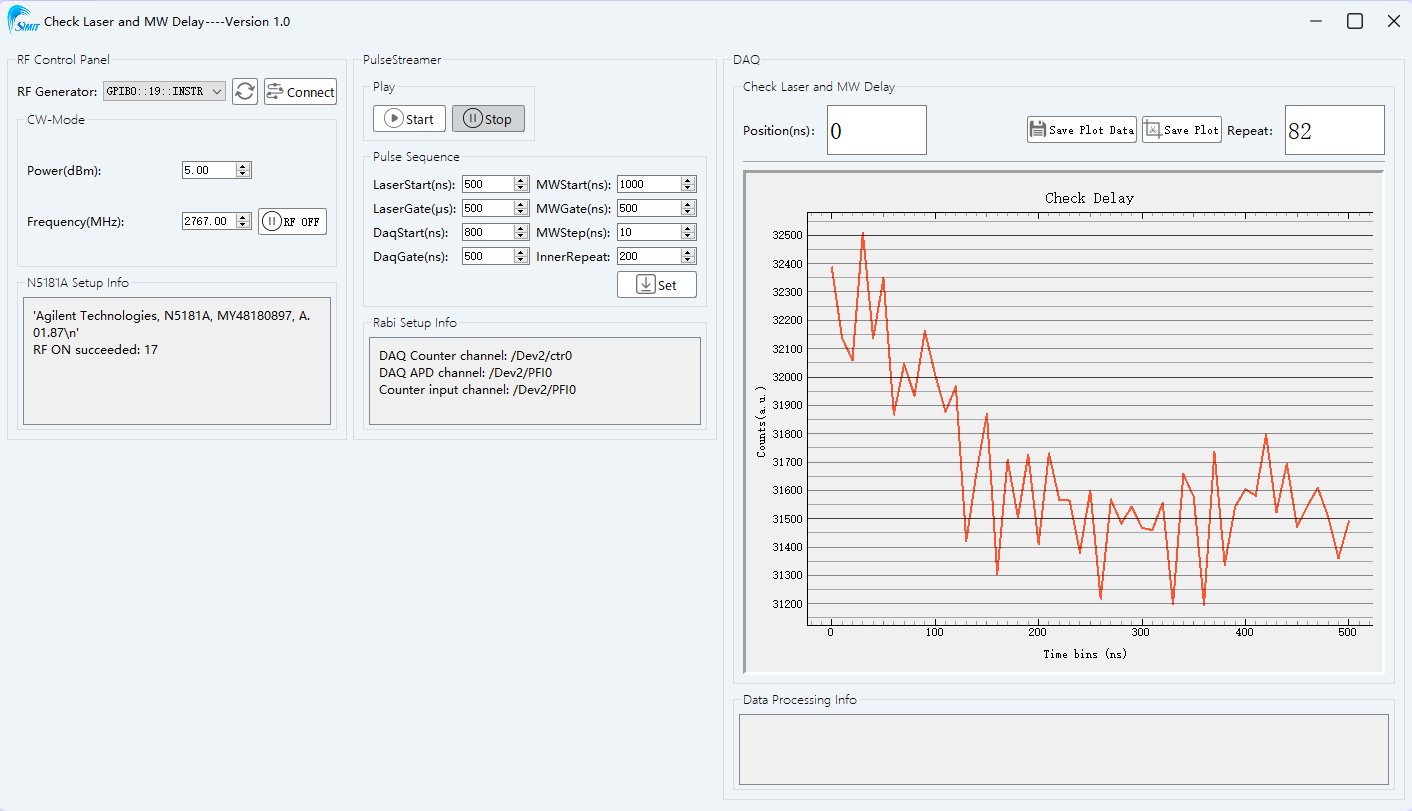 SIMIT
Check Laser and MW Delay----Version 1.0
RF Control Panel
RF Generator:
GPIB0::19::INSTR
Connect
CW-Mode
Power(dBm):
5.00
Frequency(MHz):
2767.00
RF OFF
N5181A Setup Info
'Agilent Technologies, N5181A, MY48180897, A.
01.87\n'
RF ON succeeded: 17
PulseStreamer
Play
Start
Stop
Pulse Sequence
LaserStart(ns): 500 MWStart(ns): 1000
LaserGate(μs): 500 MWGate(ns): 500
DaqStart(ns): 800 MWStep(ns): 10
DaqGate(ns): 500 InnerRepeat: 200
Set
Rabi Setup Info
DAQ Counter channel: /Dev2/ctr0
DAQ APD channel: /Dev2/PFI0
Counter input channel: /Dev2/PFI0
DAQ
Check Laser and MW Delay
Position(ns): 0
Save Plot Data
Save Plot
Repeat: 82
Check Delay
32500
32400
32300
32200
32100
32000
31900
31800
31700
31600
31500
31400
31300
31200
Counts(a.u.)
0 100 200 300 400 500
Time bins (ns)
Data Processing Info